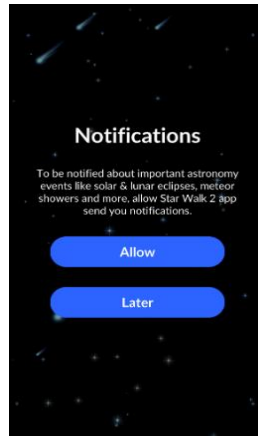 Notifications
To be notified about important astronomy
events like solar & lunar eclipses, meteor
showers and more, allow Star Walk 2 app
send you notifications.
Allow
Later